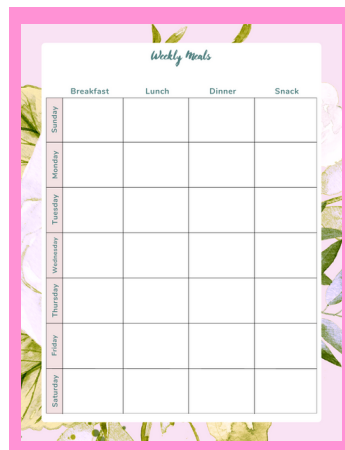 Weekly Meals
Breakfast Lunch Dinner Snack
Sunday
Monday
Tuesday
Wednesday
Thursday
Friday
Saturday